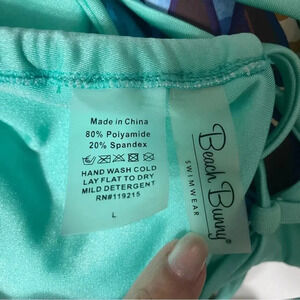 Made in China
80% Polyamide
20% Spandex
HAND WASH COLD
LAY FLAT TO DRY
MILD DETERGENT
RN#119215
L
Beach Bunny®
SWIMWEAR